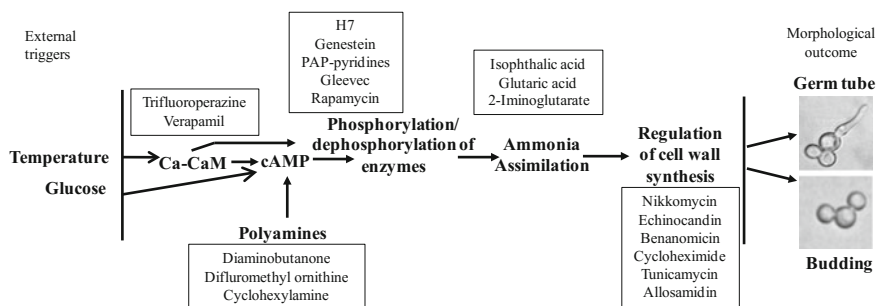 External
triggers
Temperature
Glucose
Trifluoroperazine
Verapamil
Ca-CaM
cAMP
Polyamines
Diaminobutanone
Difluromethyl ornithine
Cyclohexylamine
H7
Genestein
PAP-pyridines
Gleevec
Rapamycin
Phosphorylation/
dephosphorylation of
enzymes
Isophthalic acid
Glutaric acid
2-Iminoglutarate
Ammonia
Assimilation
Regulation
of cell wall
synthesis
Nikkomycin
Echinocandin
Benanomicin
Cycloheximide
Tunicamycin
Allosamidin
Morphological
outcome
Germ tube
Budding